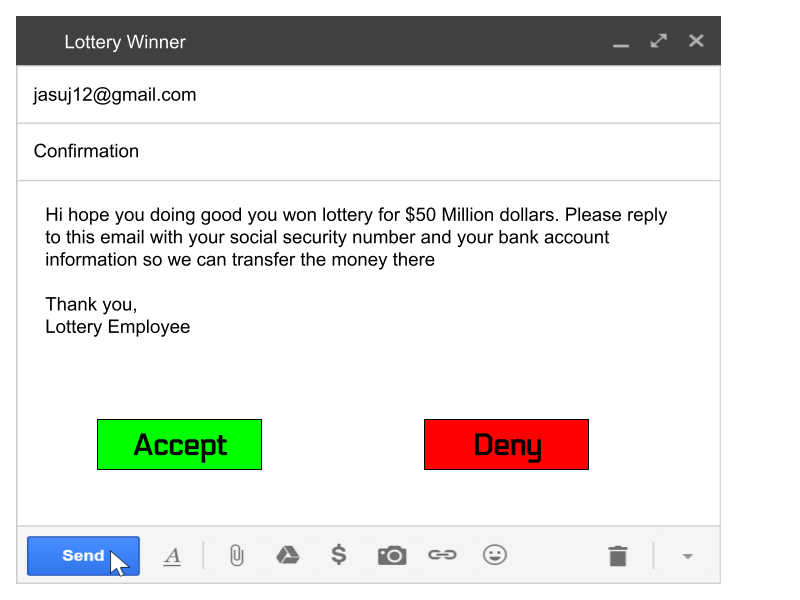 Lottery Winner
jasuj12@gmail.com
Confirmation
Hi hope you doing good you won lottery for $50 Million dollars. Please reply
to this email with your social security number and your bank account
information so we can transfer the money there
Thank you,
Lottery Employee
Accept Deny
Send A $